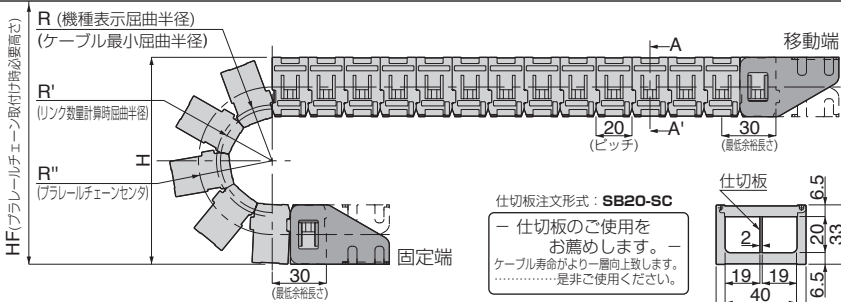 HF(プラレールチェーン取付け時必要高さ)
R (機種表示屈曲半径)
(ケーブル最小屈曲半径)
R'
(リンク数量計算時屈曲半径)
R"
(プラレールチェーンセンタ)
H
A
A'
移動端
20
(ピッチ)
30
(最低余裕長さ)
固定端
30
(最低余裕長さ)
仕切板注文形式：SB20-SC
− 仕切板のご使用を
お薦めします。−
ケーブル寿命がより一層向上致します。
……………是非ご使用ください。
仕切板
2
19
19
40
6.5
20
33
6.5